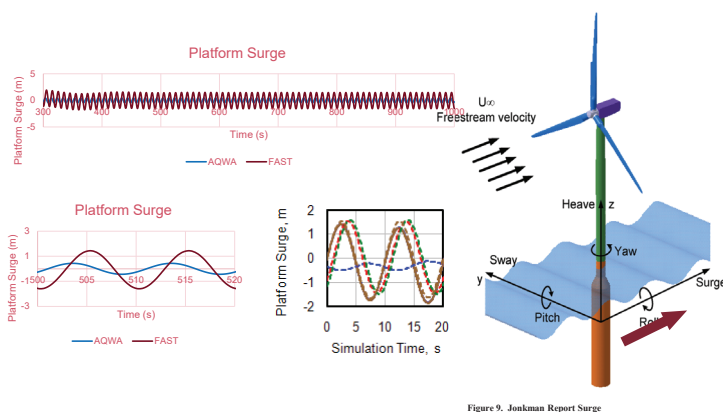 Platform Surge
Platform Surge (m)
5
0
-5
300
400
500
600
700
800
900
1000
Time (s)
AQWA
FAST
U∞
Freestream velocity
Platform Surge
Platform Surge (m)
3
1
-1
-3
500
505
510
515
520
Time (s)
AQWA
FAST
Platform Surge, m
2
1
0
-1
-2
0
5
10
15
20
Simulation Time, s
Heave
z
Yaw
Sway
y
Surge
Pitch
Figure 9. Jonkman Report Surge